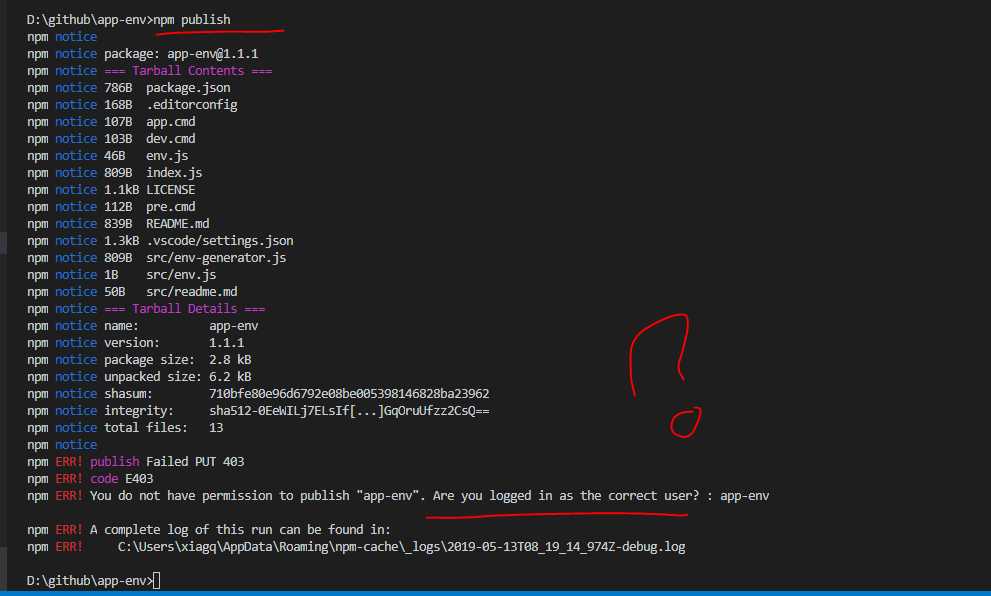 D:\github\app-env>npm publish
npm notice
npm notice package: app-env@1.1.1
npm notice === Tarball Contents ===
npm notice 786B package.json
npm notice 168B .editorconfig
npm notice 107B app.cmd
npm notice 103B dev.cmd
npm notice 46B env.js
npm notice 809B index.js
npm notice 1.1kB LICENSE
npm notice 112B pre.cmd
npm notice 839B README.md
npm notice 1.3kB .vscode/settings.json
npm notice 809B src/env-generator.js
npm notice 1B src/env.js
npm notice 50B src/readme.md
npm notice === Tarball Details ===
npm notice name: app-env
npm notice version: 1.1.1
npm notice package size: 2.8 kB
npm notice unpacked size: 6.2 kB
npm notice shasum: 710bfe80e96d6792e08be005398146828ba23962
npm notice integrity: sha512-0EeWILj7ELsIf[...]GqOruUfzz2CsQ==
npm notice total files: 13
npm notice
npm ERR! publish Failed PUT 403
npm ERR! code E403
npm ERR! You do not have permission to publish "app-env". Are you logged in as the correct user? : app-env
npm ERR! A complete log of this run can be found in:
npm ERR! C:\Users\xiagq\AppData\Roaming\npm-cache\_logs\2019-05-13T08_19_14_974Z-debug.log
D:\github\app-env>
?